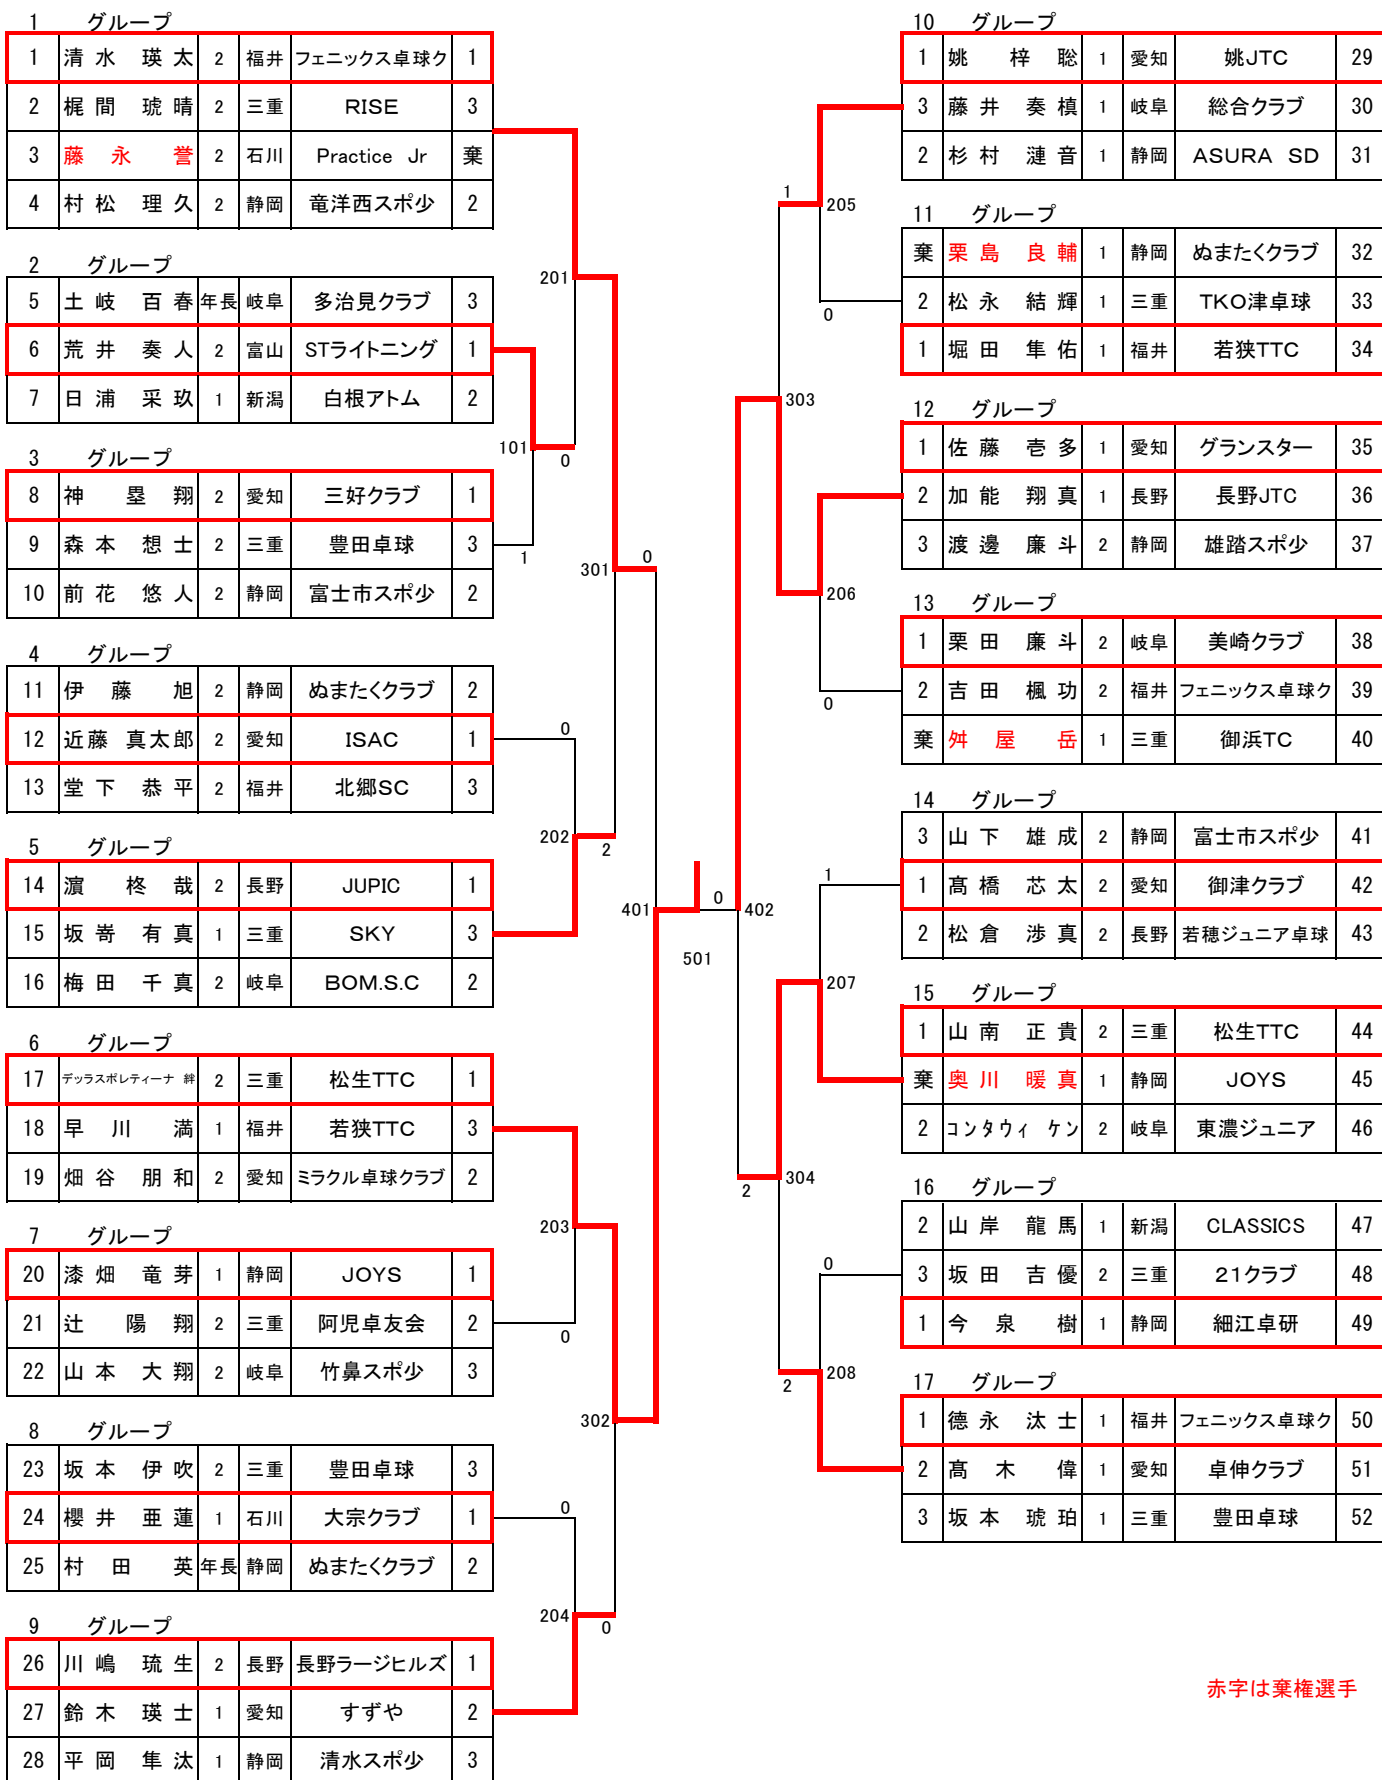 1 グループ
1 清水 瑛太 2 福井 フェニックス卓球ク 1
2 梶間 琥晴 2 三重 RISE 3
3 藤永 誉 2 石川 Practice Jr 棄
4 村松 理久 2 静岡 竜洋西スポ少 2
2 グループ
5 土岐 百春 年長 岐阜 多治見クラブ 3
6 荒井 奏人 2 富山 STライトニング 1
7 日浦 采玖 1 新潟 白根アトム 2
3 グループ
8 神 塁翔 2 愛知 三好クラブ 1
9 森本 想士 2 三重 豊田卓球 3
10 前花 悠人 2 静岡 富士市スポ少 2
4 グループ
11 伊藤 旭 2 静岡 ぬまたくクラブ 2
12 近藤 真太郎 2 愛知 ISAC 1
13 堂下 恭平 2 福井 北郷SC 3
5 グループ
14 濵 柊哉 2 長野 JUPIC 1
15 坂嵜 有真 1 三重 SKY 3
16 梅田 千真 2 岐阜 BOM.S.C 2
6 グループ
17 デッラスポレティーナ 絆 2 三重 松生TTC 1
18 早川 満 1 福井 若狭TTC 3
19 畑谷 朋和 2 愛知 ミラクル卓球クラブ 2
7 グループ
20 漆畑 竜芽 1 静岡 JOYS 1
21 辻 陽翔 2 三重 阿児卓友会 2
22 山本 大翔 2 岐阜 竹鼻スポ少 3
8 グループ
23 坂本 伊吹 2 三重 豊田卓球 3
24 櫻井 亜蓮 1 石川 大宗クラブ 1
25 村田 英 年長 静岡 ぬまたくクラブ 2
9 グループ
26 川嶋 琉生 2 長野 長野ラージヒルズ 1
27 鈴木 瑛士 1 愛知 すずや 2
28 平岡 隼汰 1 静岡 清水スポ少 3
201
101
0
1
301
0
0
202
2
401
203
0
302
0
204
0
501
0
402
1
205
0
303
206
0
1
207
304
2
0
208
2
10 グループ
1 姚 梓聡 1 愛知 姚JTC 29
3 藤井 奏槙 1 岐阜 総合クラブ 30
2 杉村 漣音 1 静岡 ASURA SD 31
11 グループ
棄 栗島 良輔 1 静岡 ぬまたくクラブ 32
2 松永 結輝 1 三重 TKO津卓球 33
1 堀田 隼佑 1 福井 若狭TTC 34
12 グループ
1 佐藤 壱多 1 愛知 グランスター 35
2 加能 翔真 1 長野 長野JTC 36
3 渡邊 廉斗 2 静岡 雄踏スポ少 37
13 グループ
1 栗田 廉斗 2 岐阜 美崎クラブ 38
2 吉田 楓功 2 福井 フェニックス卓球ク 39
棄 舛屋 岳 1 三重 御浜TC 40
14 グループ
3 山下 雄成 2 静岡 富士市スポ少 41
1 髙橋 芯太 2 愛知 御津クラブ 42
2 松倉 渉真 2 長野 若穂ジュニア卓球 43
15 グループ
1 山南 正貴 2 三重 松生TTC 44
棄 奥川 暖真 1 静岡 JOYS 45
2 コンタウィ ケン 2 岐阜 東濃ジュニア 46
16 グループ
2 山岸 龍馬 1 新潟 CLASSICS 47
3 坂田 吉優 2 三重 21クラブ 48
1 今泉 樹 1 静岡 細江卓研 49
17 グループ
1 德永 汰士 1 福井 フェニックス卓球ク 50
2 髙木 偉 1 愛知 卓伸クラブ 51
3 坂本 琥珀 1 三重 豊田卓球 52
赤字は棄権選手